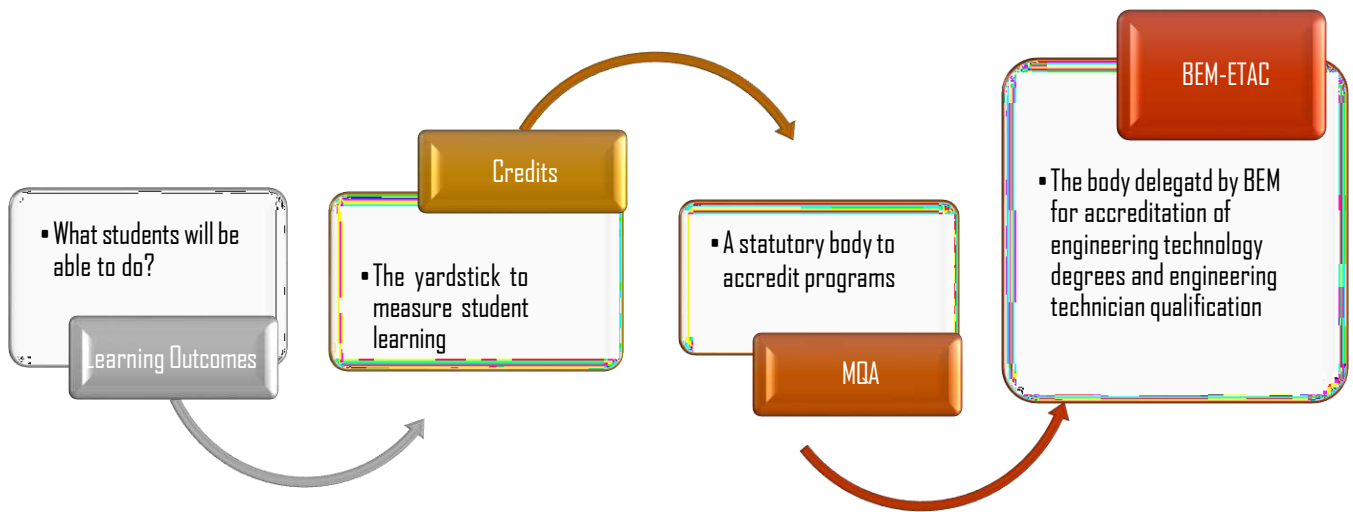 • What students will be
able to do?
Learning Outcomes
Credits
• The yardstick to
measure student
learning
• A statutory body to
accredit programs
MQA
BEM-ETAC
• The body delegatd by BEM
for accreditation of
engineering technology
degrees and engineering
technician qualification